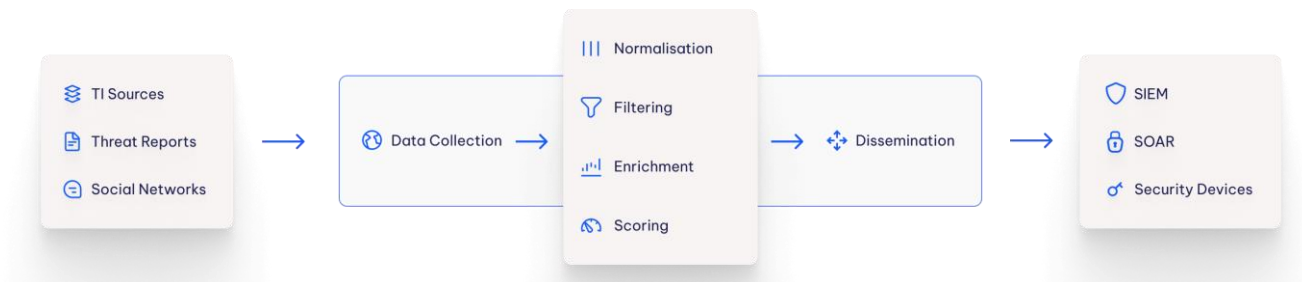 TI Sources
Threat Reports
Social Networks
Data Collection
Normalisation
Filtering
Enrichment
Scoring
Dissemination
SIEM
SOAR
Security Devices